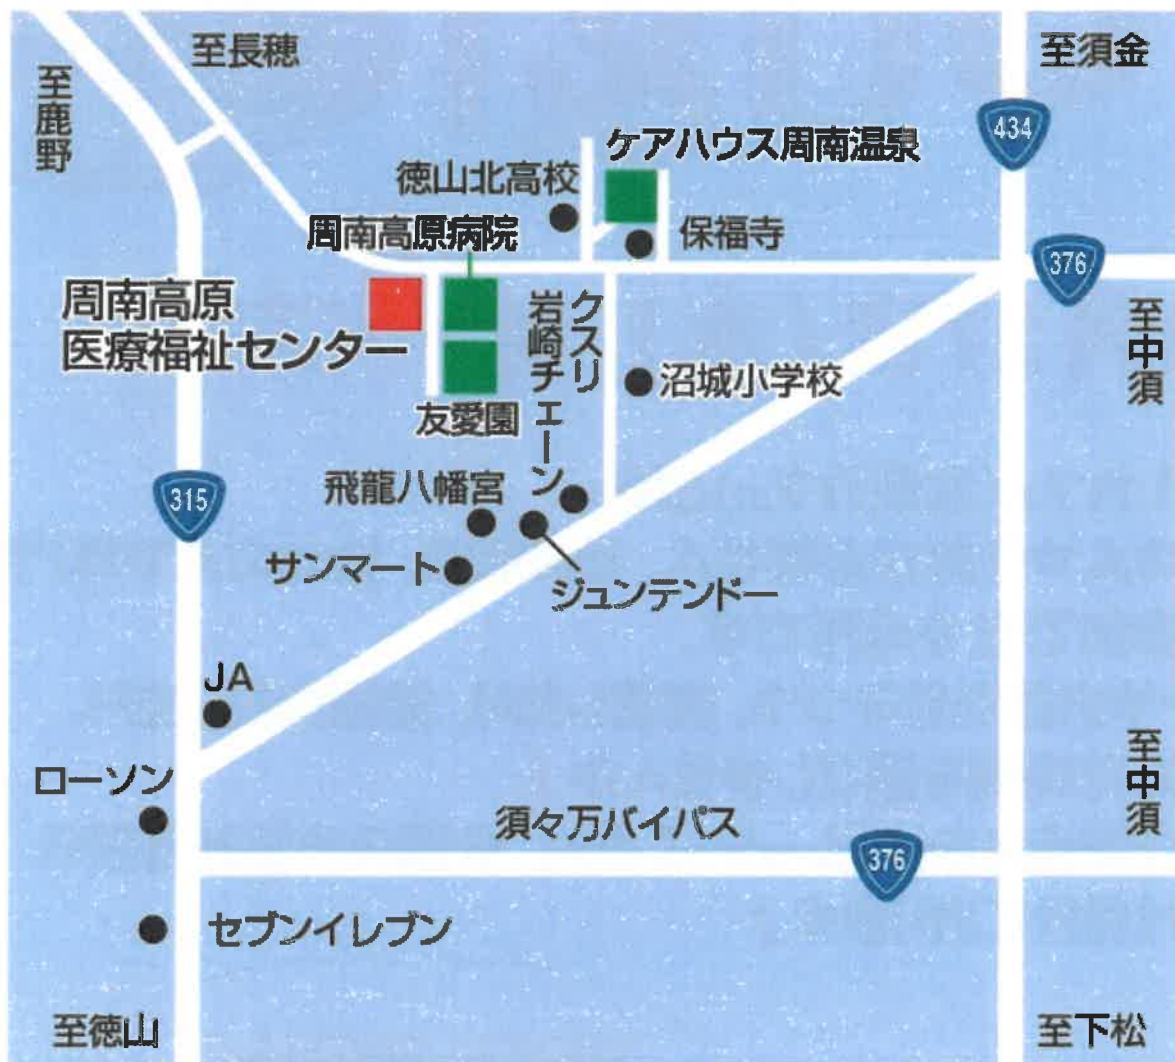 至長穂
至須金
至鹿野
434
ケアハウス周南温泉
徳山北高校
周南高原病院
保福寺
376
周南高原
医療福祉センター
クスリ
岩崎チェーン
至中須
沼城小学校
友愛園
飛龍八幡宮
315
サンマート
ジュンテンドー
JA
至中須
ローソン
須々万バイパス
376
セブンイレブン
至徳山
至下松